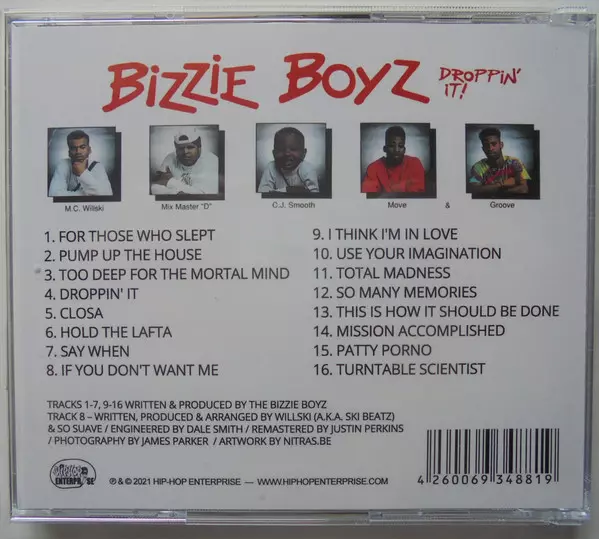 BIZZIE BOYZ DROPPIN' IT!
M.C. Willski
Mix Master "D"
C.J. Smooth
Move & Groove
1. FOR THOSE WHO SLEPT
2. PUMP UP THE HOUSE
3. TOO DEEP FOR THE MORTAL MIND
4. DROPPIN' IT
5. CLOSA
6. HOLD THE LAFTA
7. SAY WHEN
8. IF YOU DON'T WANT ME
9. I THINK I'M IN LOVE
10. USE YOUR IMAGINATION
11. TOTAL MADNESS
12. SO MANY MEMORIES
13. THIS IS HOW IT SHOULD BE DONE
14. MISSION ACCOMPLISHED
15. PATTY PORNO
16. TURNTABLE SCIENTIST
TRACKS 1-7, 9-16 WRITTEN & PRODUCED BY THE BIZZIE BOYZ
TRACK 8 – WRITTEN, PRODUCED & ARRANGED BY WILLSKI (A.K.A. SKI BEATZ)
& SO SUAVE / ENGINEERED BY DALE SMITH / REMASTERED BY JUSTIN PERKINS
/ PHOTOGRAPHY BY JAMES PARKER / ARTWORK BY NITRAS.BE
HIPHOP ENTERPRISE
℗ & © 2021 HIP-HOP ENTERPRISE — WWW.HIPHOPENTERPRISE.COM
4 260069 348819